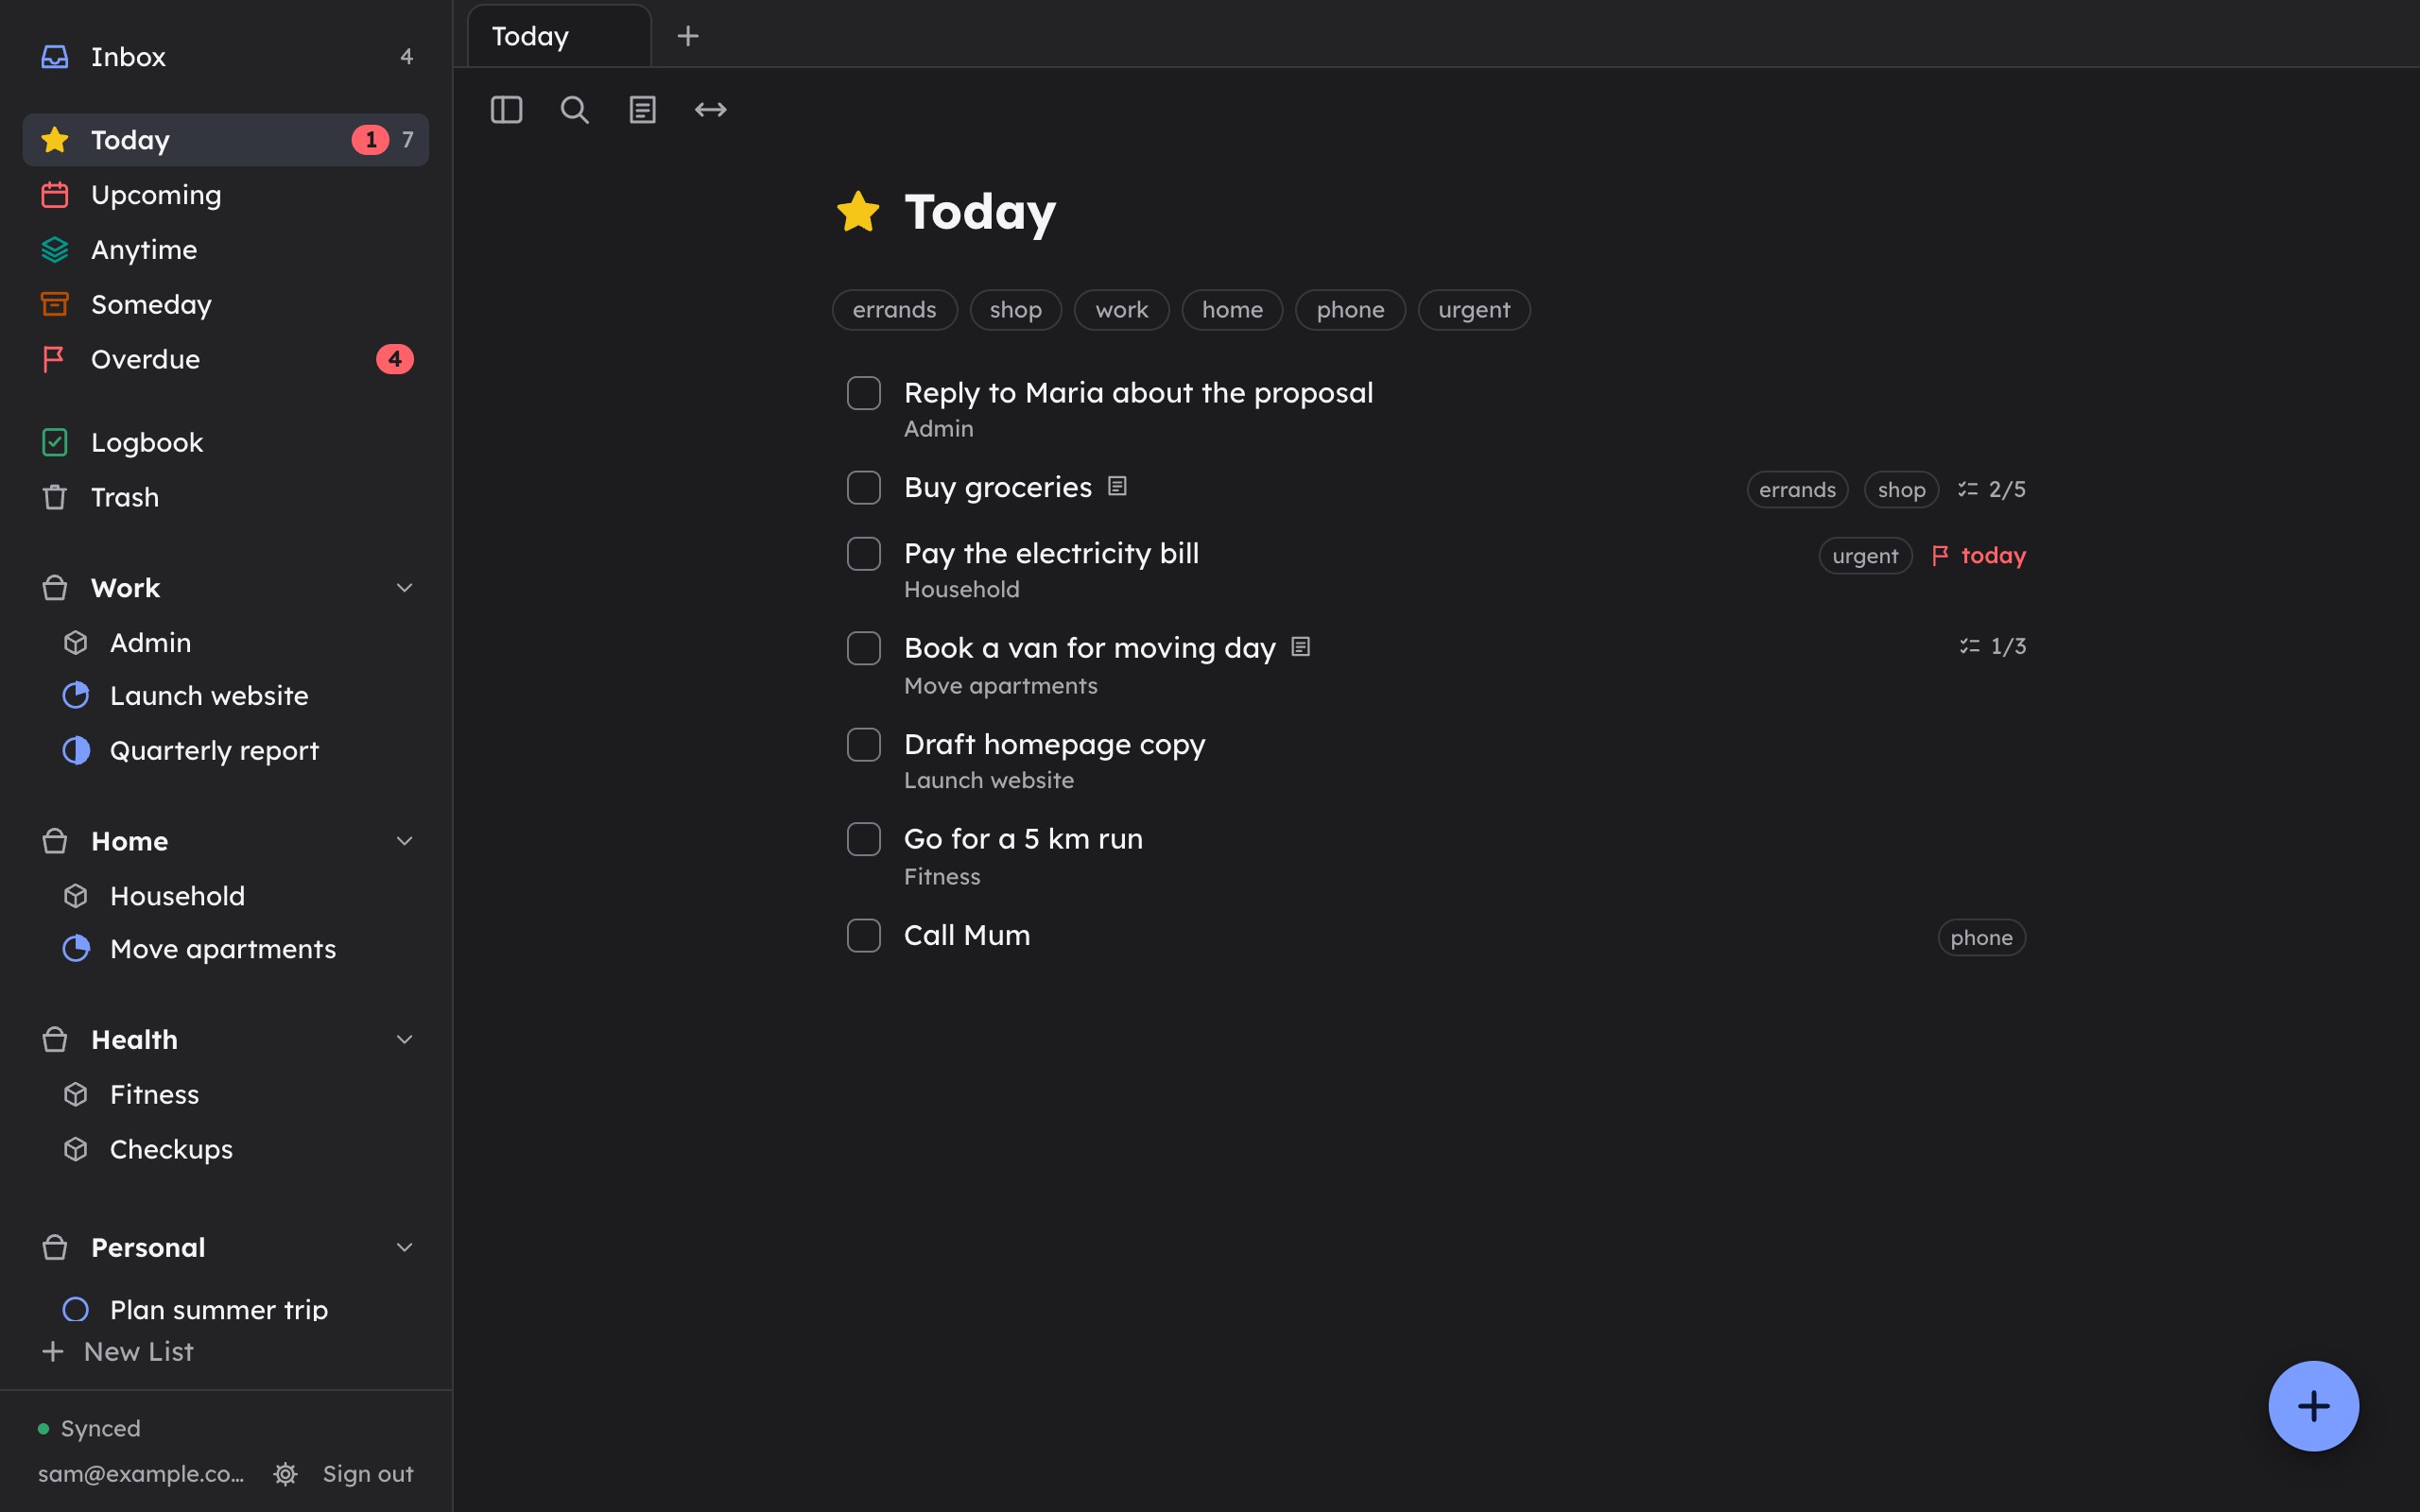 Inbox 4
Today 1 7
Upcoming
Anytime
Someday
Overdue 4
Logbook
Trash
Work
Admin
Launch website
Quarterly report
Home
Household
Move apartments
Health
Fitness
Checkups
Personal
Plan summer trip
New List
Synced
sam@example.co... Sign out
Today
Today
errands shop work home phone urgent
Reply to Maria about the proposal
Admin
Buy groceries errands shop 2/5
Pay the electricity bill urgent today
Household
Book a van for moving day 1/3
Move apartments
Draft homepage copy
Launch website
Go for a 5 km run
Fitness
Call Mum phone